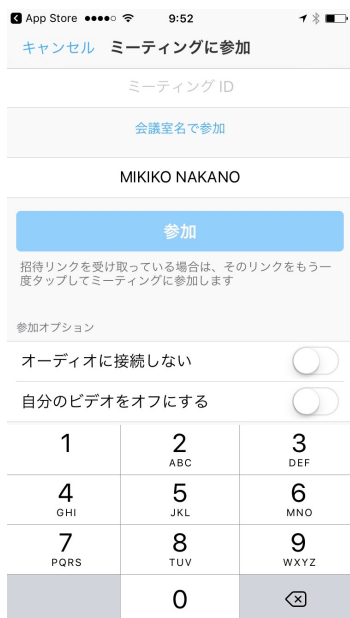 App Store 9:52
キャンセル ミーティングに参加
ミーティング ID
会議室名で参加
MIKIKO NAKANO
参加
招待リンクを受け取っている場合は、そのリンクをもう一
度タップしてミーティングに参加します
参加オプション
オーディオに接続しない
自分のビデオをオフにする
1 2 3
ABC DEF
4 5 6
GHI JKL MNO
7 8 9
PQRS TUV WXYZ
0